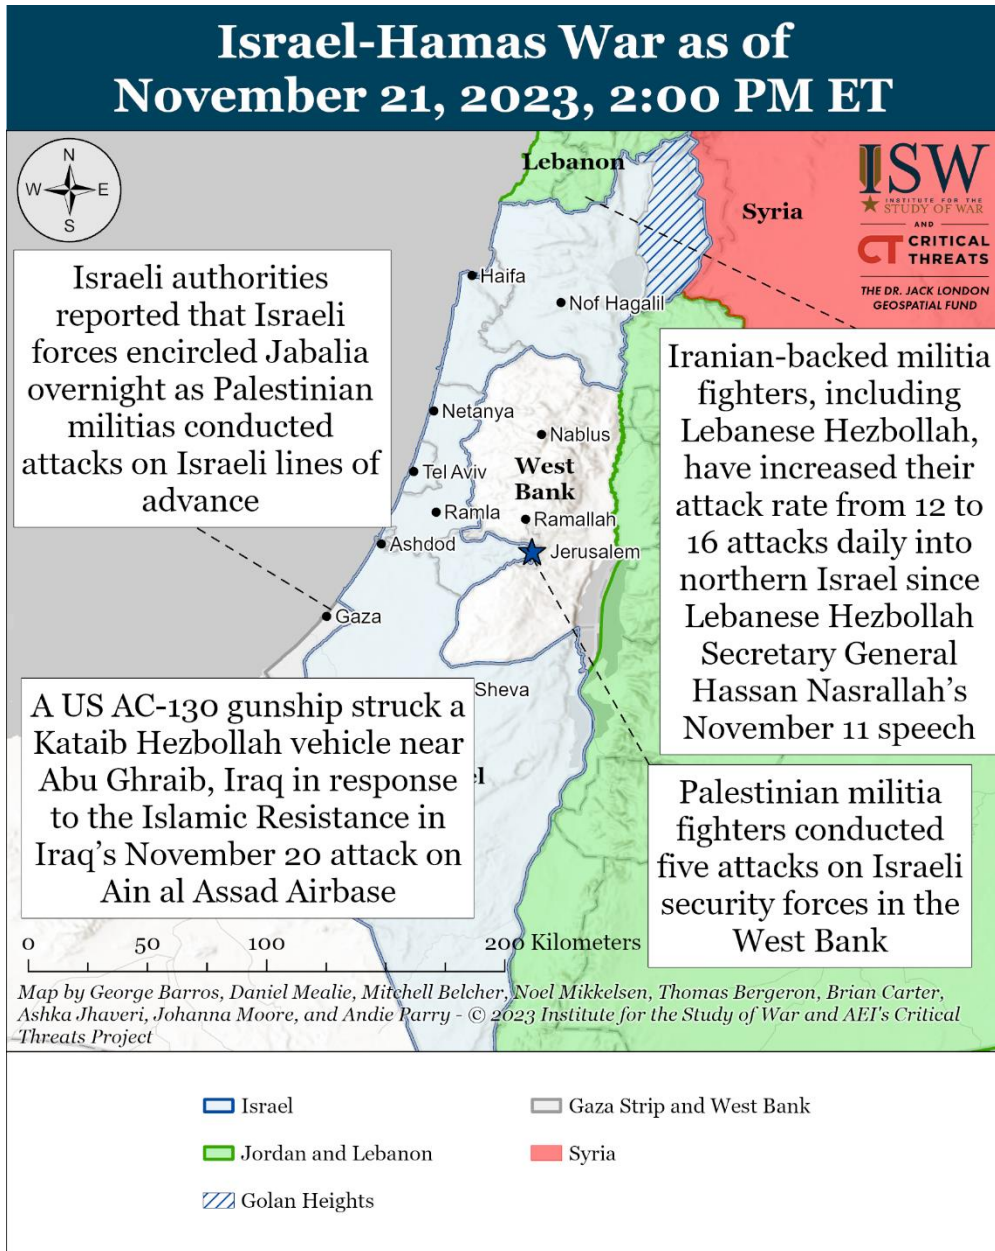 Israel-Hamas War as of
November 21, 2023, 2:00 PM ET
N
W
E
S
Lebanon
Syria
ISW
INSTITUTE FOR THE
STUDY OF WAR
AND
CT CRITICAL
THREATS
THE DR. JACK LONDON
GEOSPATIAL FUND
Israeli authorities
reported that Israeli
forces encircled Jabalia
overnight as Palestinian
militias conducted
attacks on Israeli lines of
advance
Haifa
Nof Hagalil
Netanya
Nablus
West
Bank
Tel Aviv
Ramla
Ramallah
Ashdod
Jerusalem
Gaza
Sheva
el
Iranian-backed militia
fighters, including
Lebanese Hezbollah,
have increased their
attack rate from 12 to
16 attacks daily into
northern Israel since
Lebanese Hezbollah
Secretary General
Hassan Nasrallah’s
November 11 speech
A US AC-130 gunship struck a
Kataib Hezbollah vehicle near
Abu Ghraib, Iraq in response
to the Islamic Resistance in
Iraq’s November 20 attack on
Ain al Assad Airbase
Palestinian militia
fighters conducted
five attacks on Israeli
security forces in the
West Bank
0 50 100 200 Kilometers
Map by George Barros, Daniel Mealie, Mitchell Belcher, Noel Mikkelsen, Thomas Bergeron, Brian Carter,
Ashka Jhaveri, Johanna Moore, and Andie Parry - © 2023 Institute for the Study of War and AEI's Critical
Threats Project
Israel
Gaza Strip and West Bank
Jordan and Lebanon
Syria
Golan Heights